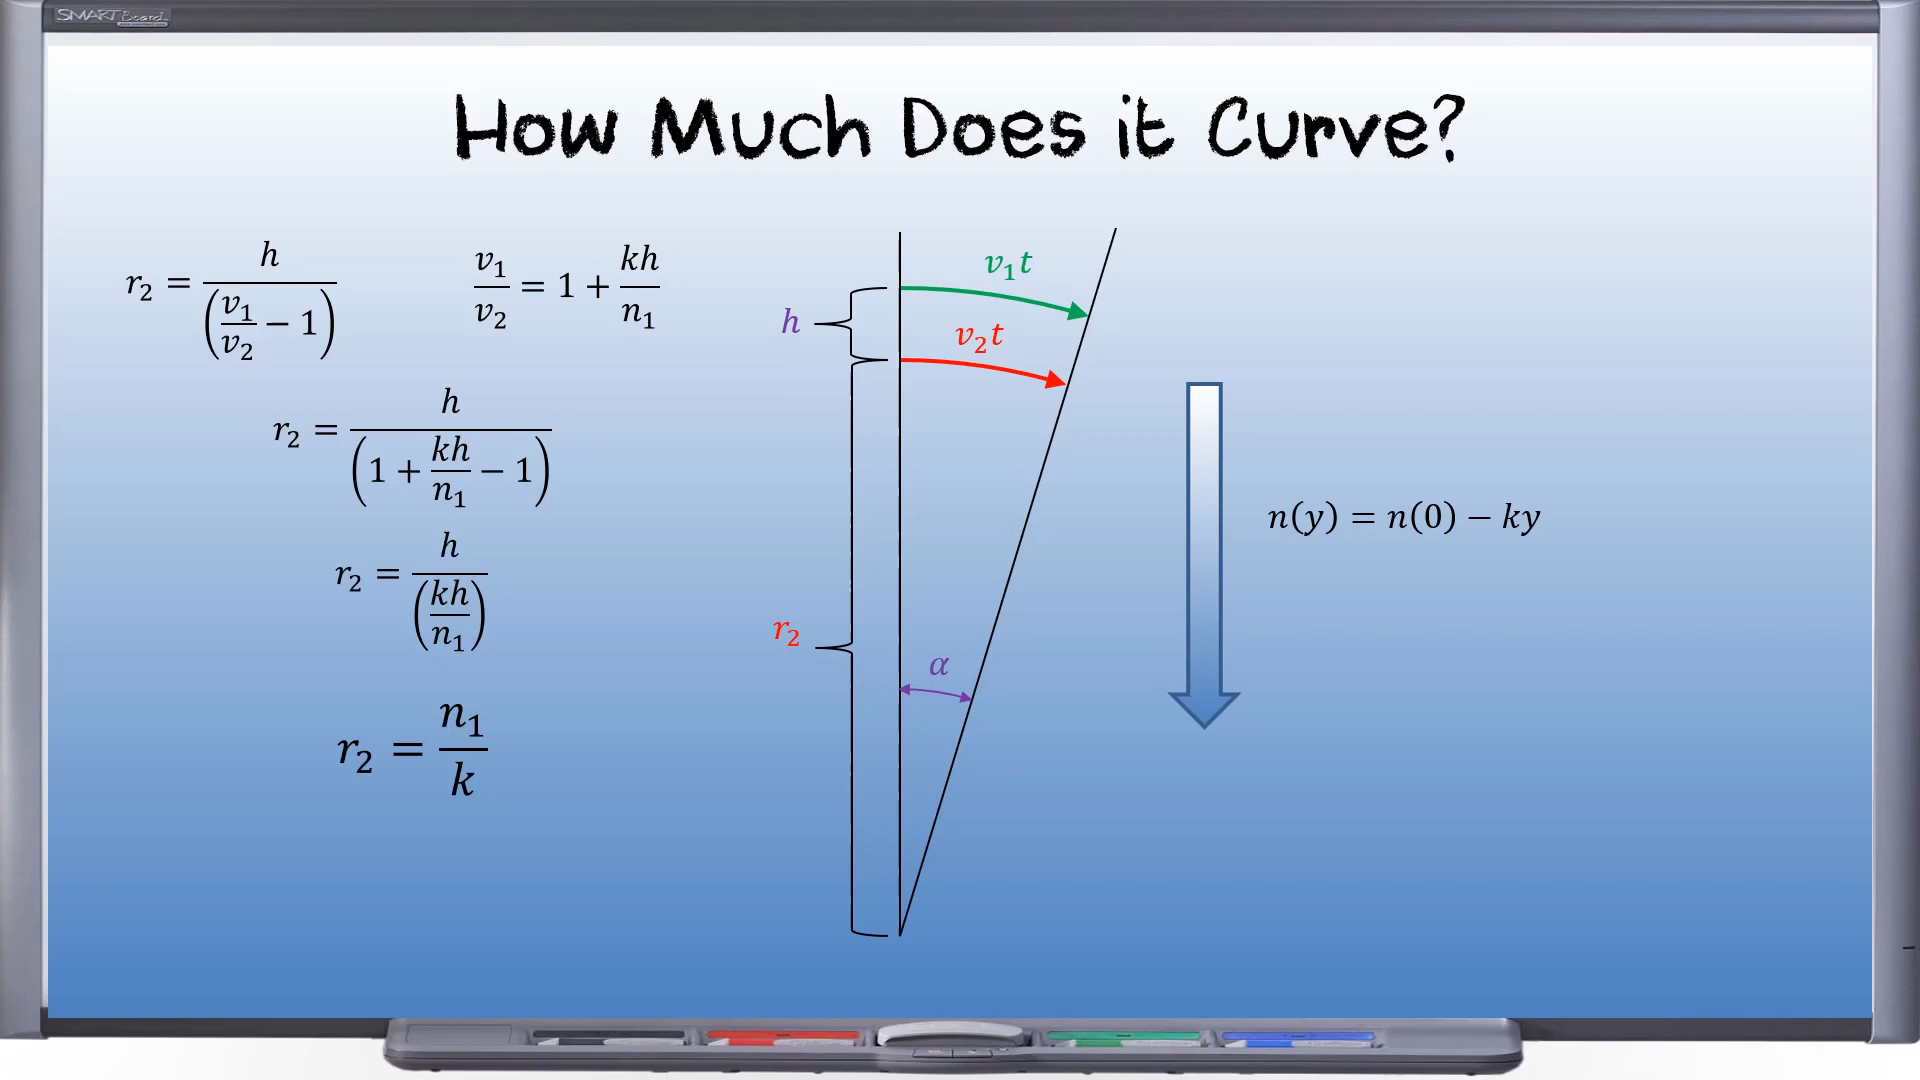 SMART Board
How Much Does it Curve?
r₂ = h / (v₁/v₂ − 1)
v₁/v₂ = 1 + kh/n₁
r₂ = h / (1 + kh/n₁ − 1)
r₂ = h / (kh/n₁)
r₂ = n₁/k
v₁t
h
v₂t
n(y) = n(0) − ky
r₂
α